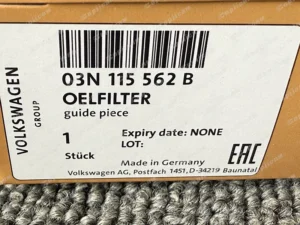 VOLKSWAGEN
GROUP
03N 115 562 B
OELFILTER
guide piece
1
Stück
Expiry date: NONE
LOT:
Made in Germany
Volkswagen AG, Postfach 1451, D-34219 Baunatal
EAC